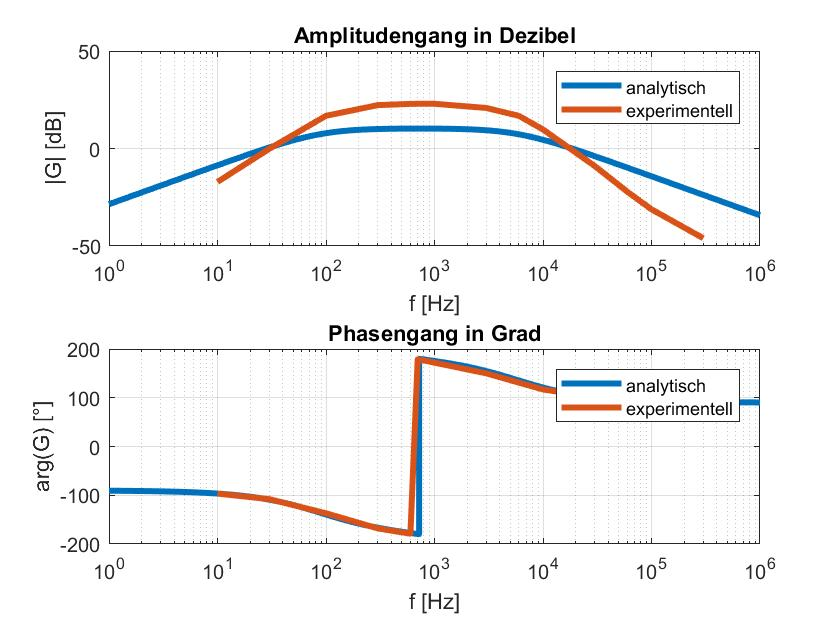 Amplitudengang in Dezibel
|G| [dB]
50
0
-50
analytisch
experimentell
10^0 10^1 10^2 10^3 10^4 10^5 10^6
f [Hz]
Phasengang in Grad
arg(G) [°]
200
100
0
-100
-200
analytisch
experimentell
10^0 10^1 10^2 10^3 10^4 10^5 10^6
f [Hz]